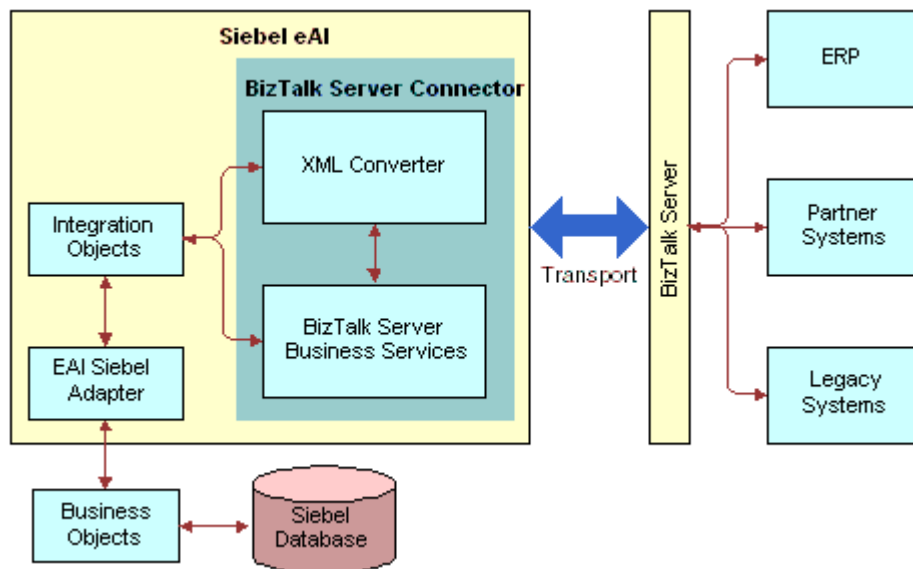 Siebel eAI
BizTalk Server Connector
XML Converter
Integration
Objects
BizTalk Server
Business Services
EAI Siebel
Adapter
Business
Objects
Siebel
Database
Transport
BizTalk Server
ERP
Partner
Systems
Legacy
Systems